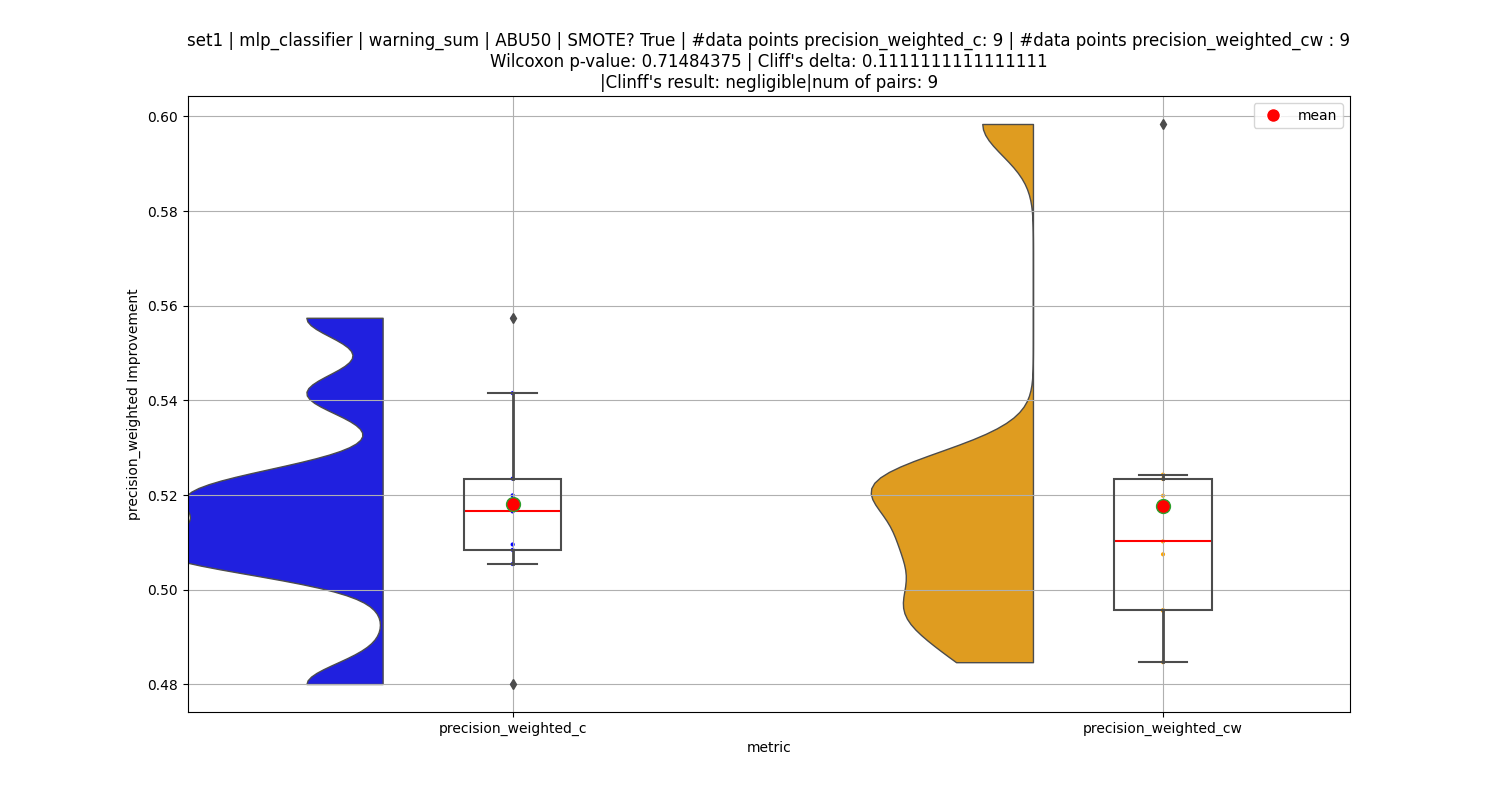 set1 | mlp_classifier | warning_sum | ABU50 | SMOTE? True | #data points precision_weighted_c: 9 | #data points precision_weighted_cw : 9
Wilcoxon p-value: 0.71484375 | Cliff's delta: 0.1111111111111111
|Clinff's result: negligible|num of pairs: 9
mean
0.60
0.58
0.56
0.54
0.52
0.50
0.48
precision_weighted Improvement
precision_weighted_c
precision_weighted_cw
metric